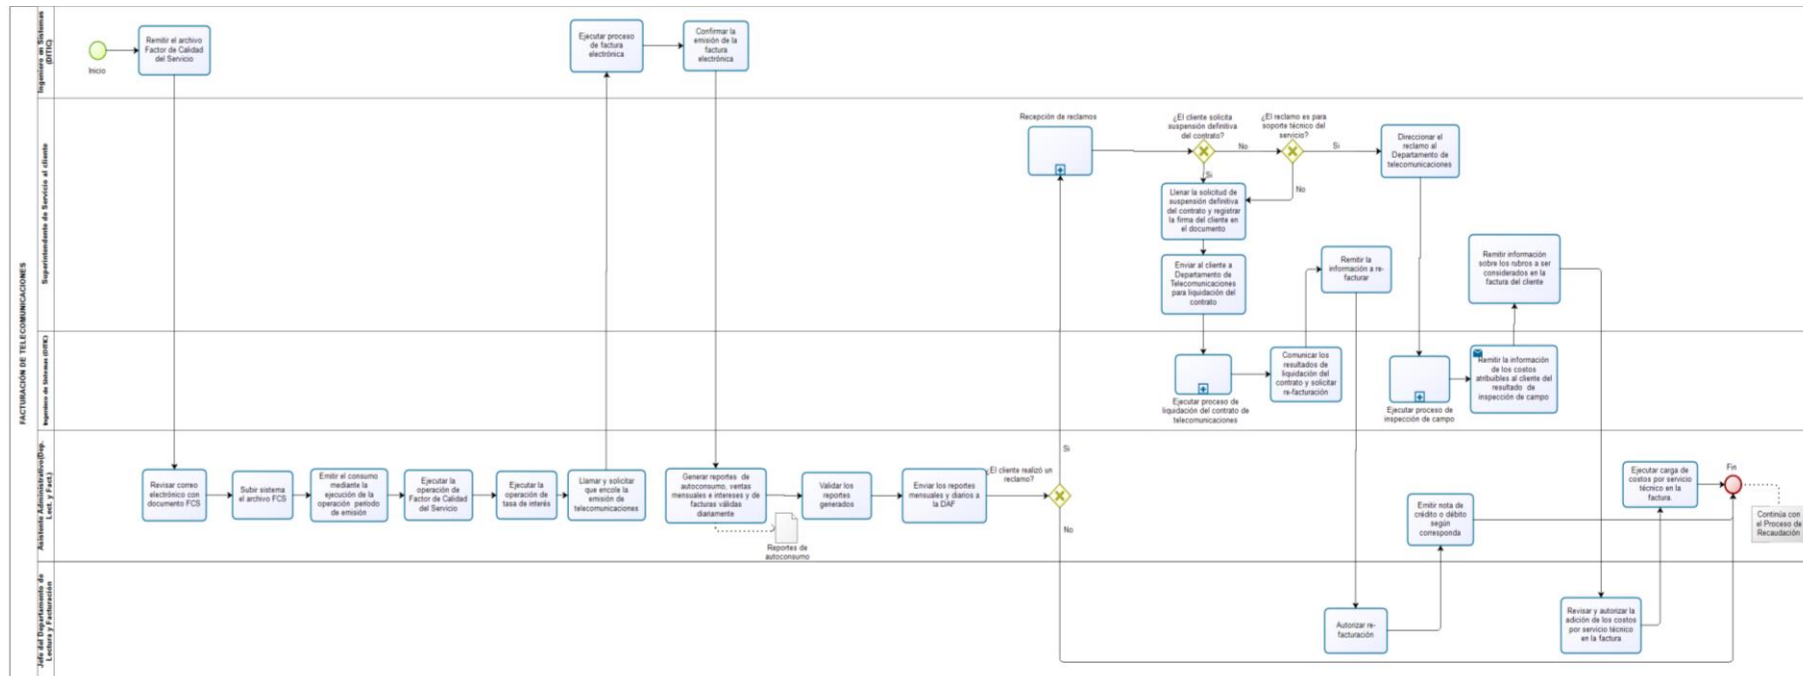 FACTURACIÓN DE TELECOMUNICACIONES
Ingeniero en Sistemas
(DITIC)
Inicio
Remitir el archivo
Factor de Calidad
del Servicio
Ejecutar proceso
de factura
electrónica
Confirmar la
emisión de la
factura
electrónica
Superintendente de Servicio al cliente
Recepción de reclamos
¿El cliente solicita
suspensión definitiva
del contrato?
No
Si
¿El reclamo es para
soporte técnico del
servicio?
Si
No
Direccionar el
reclamo al
Departamento de
telecomunicaciones
Llenar la solicitud de
suspensión definitiva
del contrato y registrar
la firma del cliente en
el documento
Enviar al cliente a
Departamento de
Telecomunicaciones
para liquidación del
contrato
Remitir la
información a re-
facturar
Remitir información
sobre los rubros a ser
considerados en la
factura del cliente
Ingeniero de Sistemas (DITIC)
Ejecutar proceso de
liquidación del contrato de
telecomunicaciones
Comunicar los
resultados de
liquidación del
contrato y solicitar
re-facturación
Ejecutar proceso de
inspección de campo
Remitir la información
de los costos
atribuibles al cliente del
resultado de
inspección de campo
Asistente Administrativo(Dep.
Lect. y Fact.)
Revisar correo
electrónico con
documento FCS
Subir sistema
el archivo FCS
Emitir el consumo
mediante la
ejecución de la
operación período
de emisión
Ejecutar la
operación de
Factor de Calidad
del Servicio
Ejecutar la
operación de
tasa de interés
Llamar y solicitar
que encole la
emisión de
telecomunicaciones
Generar reportes de
autoconsumo, ventas
mensuales e intereses y de
facturas válidas
diariamente
Reportes de
autoconsumo
Validar los
reportes
generados
Enviar los reportes
mensuales y diarios a
la DAF
¿El cliente realizó un
reclamo?
Si
No
Emitir nota de
crédito o débito
según
corresponda
Ejecutar carga de
costos por servicio
técnico en la
factura.
Fin
Continúa con
el Proceso de
Recaudación
Jefe del Departamento de
Lectura y Facturación
Autorizar re-
facturación
Revisar y autorizar la
adición de los costos
por servicio técnico
en la factura